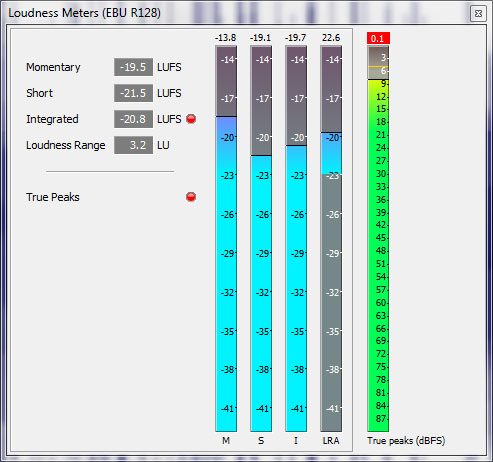 Loudness Meters (EBU R128)
-13.8 -19.1 -19.7 22.6 0.1
Momentary -19.5 LUFS
Short -21.5 LUFS
Integrated -20.8 LUFS
Loudness Range 3.2 LU
True Peaks
-14 -14 -14 -14
-17 -17 -17 -17
-20 -20 -20 -20
-23 -23 -23 -23
-26 -26 -26 -26
-29 -29 -29 -29
-32 -32 -32 -32
-35 -35 -35 -35
-38 -38 -38 -38
-41 -41 -41 -41
3
6
9
12
15
18
21
24
27
30
33
36
39
42
45
48
51
54
57
60
63
66
69
72
75
78
81
84
87
M S I LRA True peaks (dBFS)